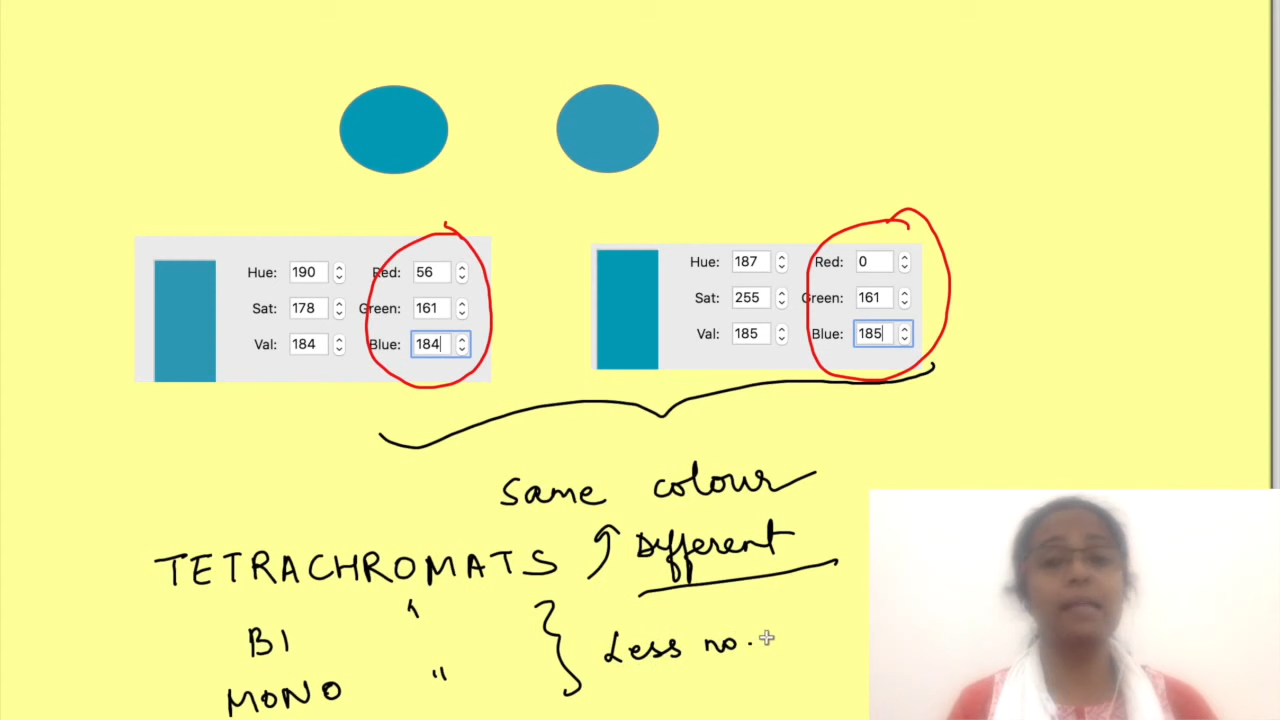 Hue: 190 Red: 56
Sat: 178 Green: 161
Val: 184 Blue: 184
Hue: 187 Red: 0
Sat: 255 Green: 161
Val: 185 Blue: 185
Same colour
TETRACHROMATS Different
BI "
MONO "
Less no.